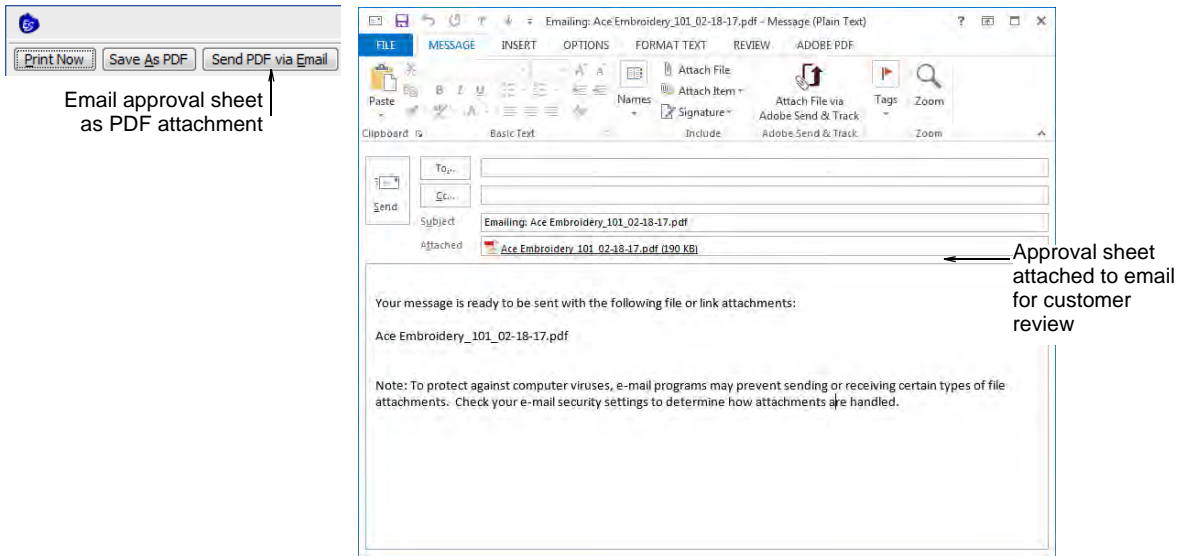 ES
Print Now Save As PDF Send PDF via Email
Email approval sheet
as PDF attachment
Emailing: Ace Embroidery_101_02-18-17.pdf - Message (Plain Text) ?
FILE MESSAGE INSERT OPTIONS FORMAT TEXT REVIEW ADOBE PDF
Paste
B I U
A A
A
Names
Attach File
Attach Item
Signature
Attach File via
Adobe Send & Track
Tags
Zoom
Clipboard Basic Text Include Adobe Send & Track Zoom
Send
To...
Cc...
Subject Emailing: Ace Embroidery_101_02-18-17.pdf
Attached Ace Embroidery_101_02-18-17.pdf (190 KB)
Approval sheet
attached to email
for customer
review
Your message is ready to be sent with the following file or link attachments:
Ace Embroidery_101_02-18-17.pdf
Note: To protect against computer viruses, e-mail programs may prevent sending or receiving certain types of file
attachments. Check your e-mail security settings to determine how attachments are handled.